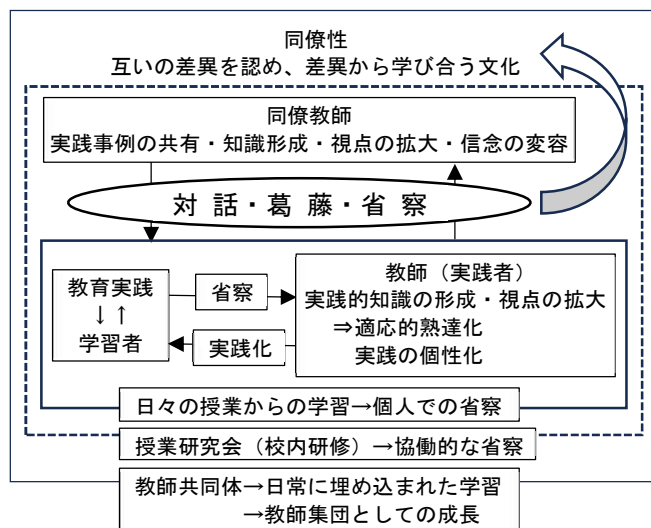 同僚性
互いの差異を認め、差異から学び合う文化
同僚教師
実践事例の共有・知識形成・視点の拡大・信念の変容
対 話・葛 藤・省 察
教育実践
↓ ↑
学習者
省察
実践化
教師（実践者）
実践的知識の形成・視点の拡大
⇒適応的熟達化
実践の個性化
日々の授業からの学習→個人での省察
授業研究会（校内研修）→協働的な省察
教師共同体→日常に埋め込まれた学習
→教師集団としての成長